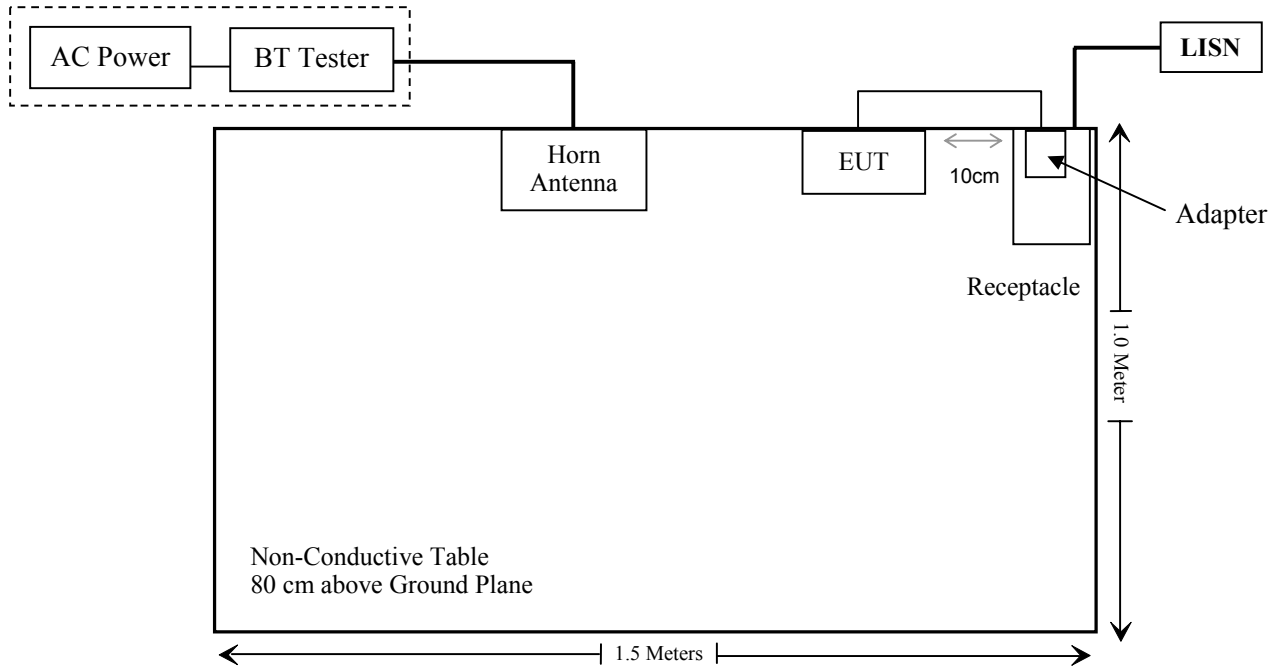 AC Power
BT Tester
LISN
Horn
Antenna
EUT
10cm
Adapter
Receptacle
1.0 Meter
Non-Conductive Table
80 cm above Ground Plane
1.5 Meters